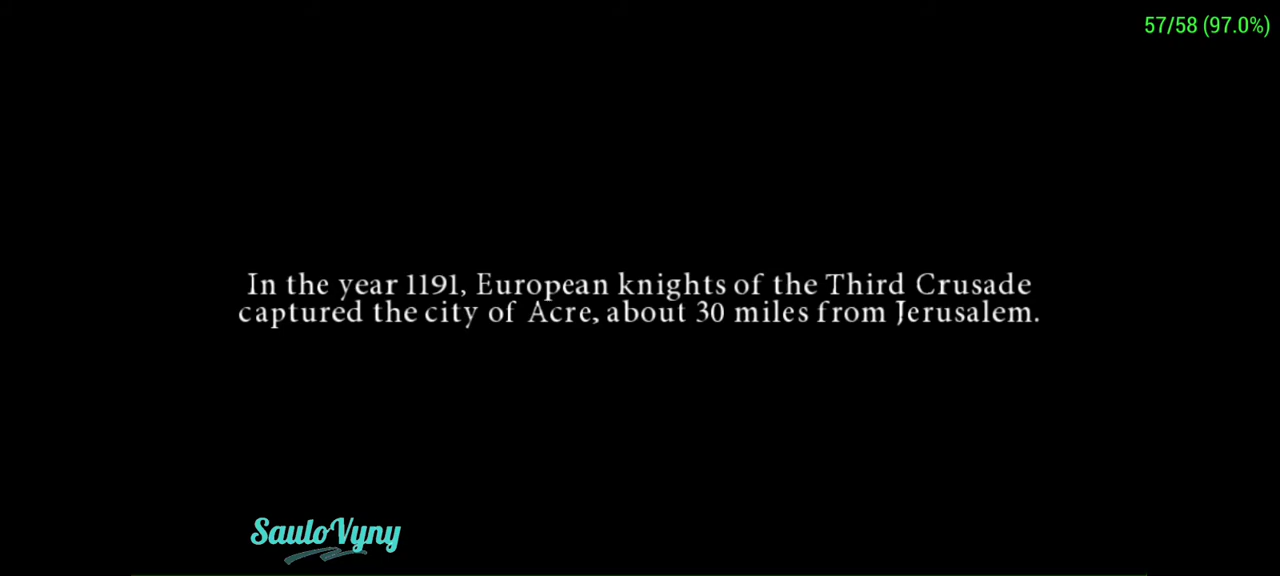 57/58 (97.0%)
In the year 1191, European knights of the Third Crusade
captured the city of Acre, about 30 miles from Jerusalem.
SauloVyny